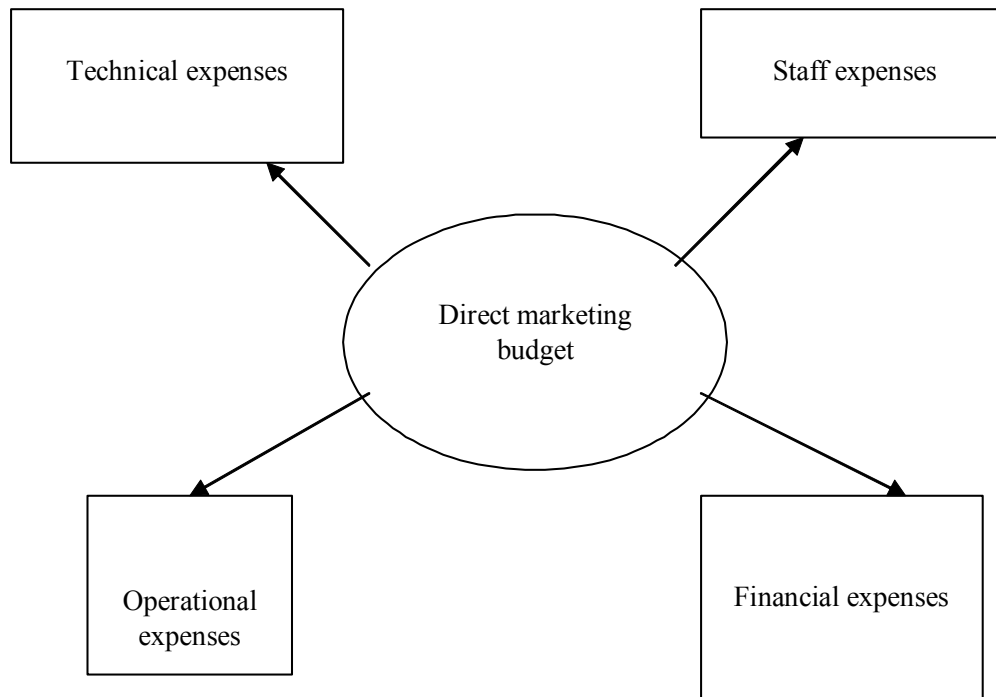 Technical expenses
Staff expenses
Direct marketing
budget
Operational
expenses
Financial expenses